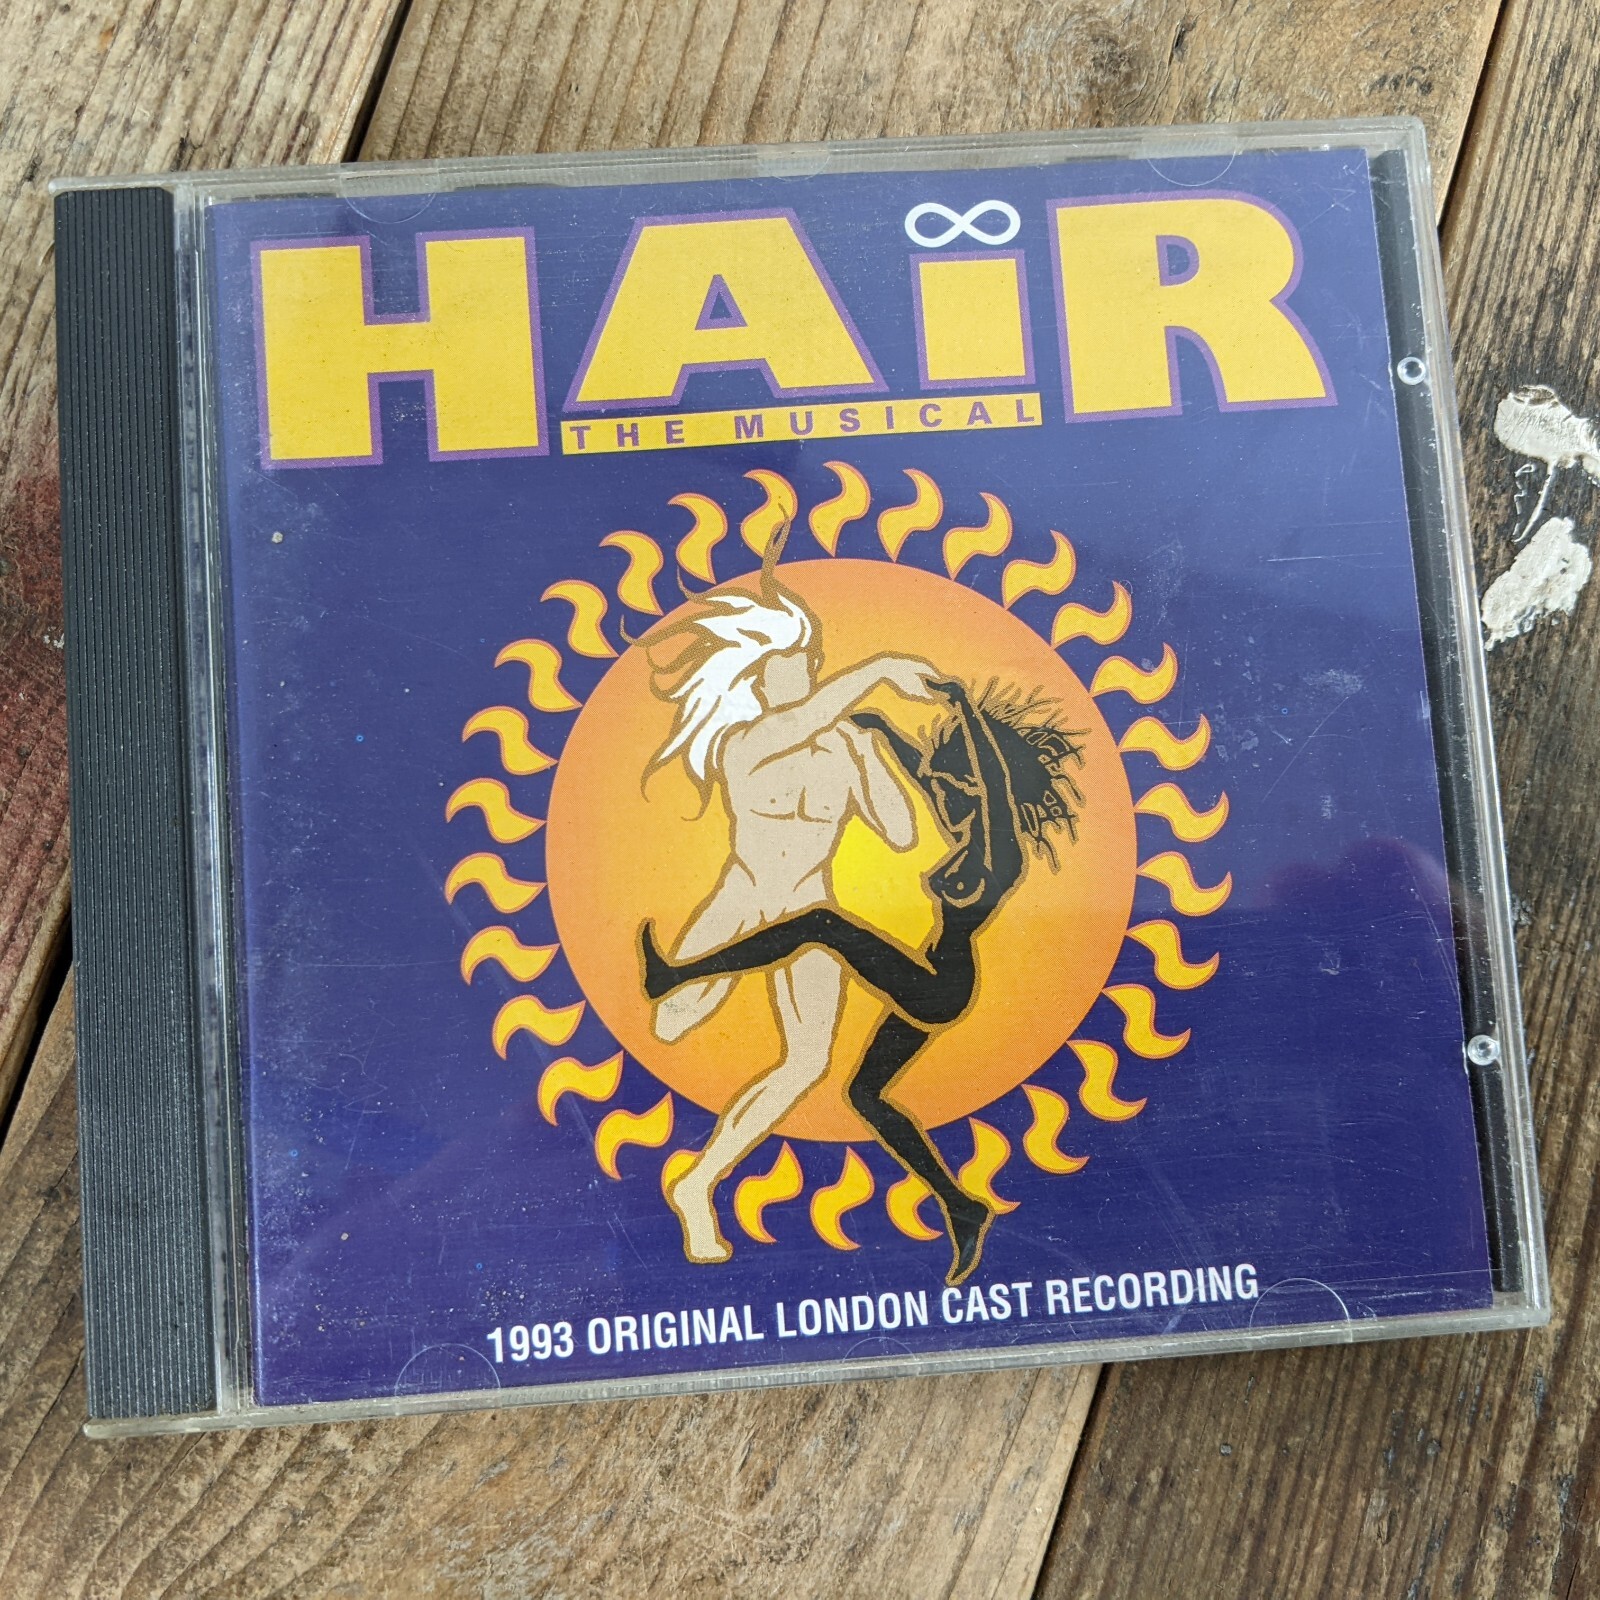 HAiR
THE MUSICAL
1993 ORIGINAL LONDON CAST RECORDING